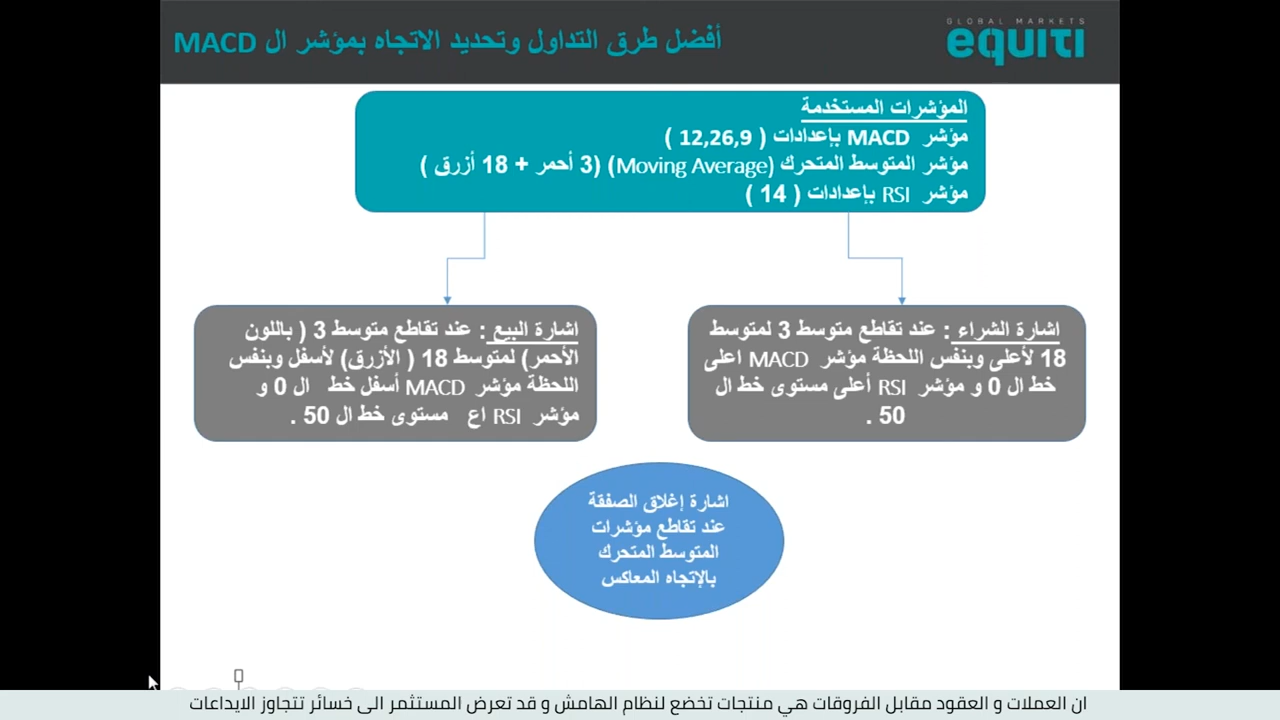 أفضل طرق التداول وتحديد الاتجاه بمؤشر ال MACD
GLOBAL MARKETS
equiti
المؤشرات المستخدمة
مؤشر MACD بإعدادات ( 12,26,9 )
مؤشر المتوسط المتحرك (Moving Average) (3 أحمر + 18 أزرق )
مؤشر RSI بإعدادات ( 14 )
اشارة الشراء : عند تقاطع متوسط 3 لمتوسط
18 لأعلى وبنفس اللحظة مؤشر MACD اعلى
خط ال 0 و مؤشر RSI أعلى مستوى خط ال
50 .
اشارة البيع : عند تقاطع متوسط 3 ( باللون
الأحمر) لمتوسط 18 ( الأزرق) لأسفل وبنفس
اللحظة مؤشر MACD أسفل خط ال 0 و
مؤشر RSI اع مستوى خط ال 50 .
اشارة إغلاق الصفقة
عند تقاطع مؤشرات
المتوسط المتحرك
بالإتجاه المعاكس
ان العملات و العقود مقابل الفروقات هي منتجات تخضع لنظام الهامش و قد تعرض المستثمر الى خسائر تتجاوز الايداعات